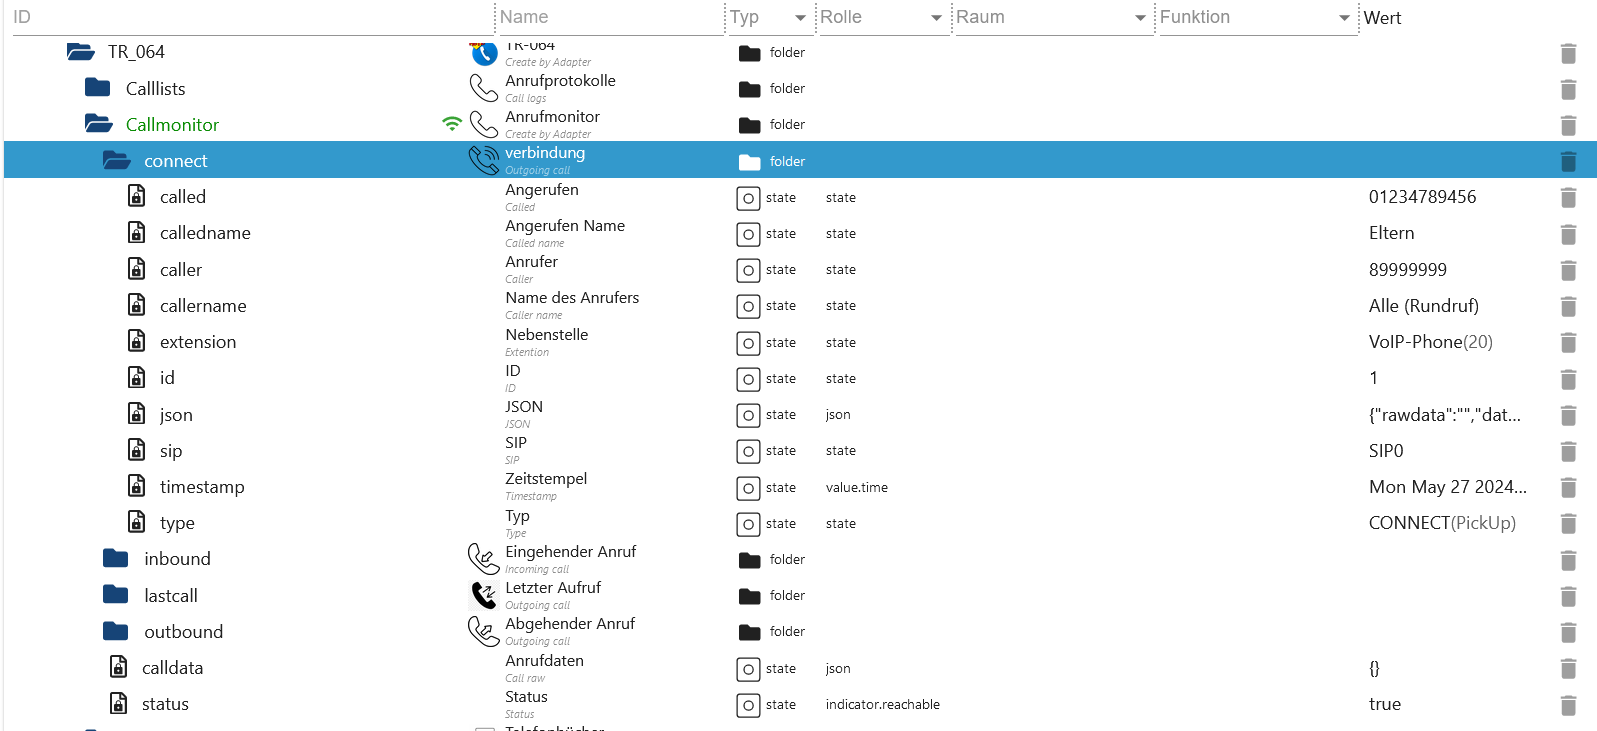 ID Name Typ Rolle Raum Funktion Wert
TR_064 TR-064 folder
Create by Adapter
Calllists Anrufprotokolle folder
Call logs
Callmonitor Anrufmonitor folder
Create by Adapter
connect verbindung folder
Outgoing call
called Angerufen state state 01234789456
Called
calledname Angerufen Name state state Eltern
Called name
caller Anrufer state state 89999999
Caller
callername Name des Anrufers state state Alle (Rundruf)
Caller name
extension Nebenstelle state state VoIP-Phone(20)
Extention
id ID state state 1
ID
json JSON state json {"rawdata":"","dat...
JSON
sip SIP state state SIP0
SIP
timestamp Zeitstempel state value.time Mon May 27 2024...
Timestamp
type Typ state state CONNECT(PickUp)
Type
inbound Eingehender Anruf folder
Incoming call
lastcall Letzter Aufruf folder
Outgoing call
outbound Abgehender Anruf folder
Outgoing call
calldata Anrufdaten state json {}
Call raw
status Status state indicator.reachable true
Status
Telefonbücher